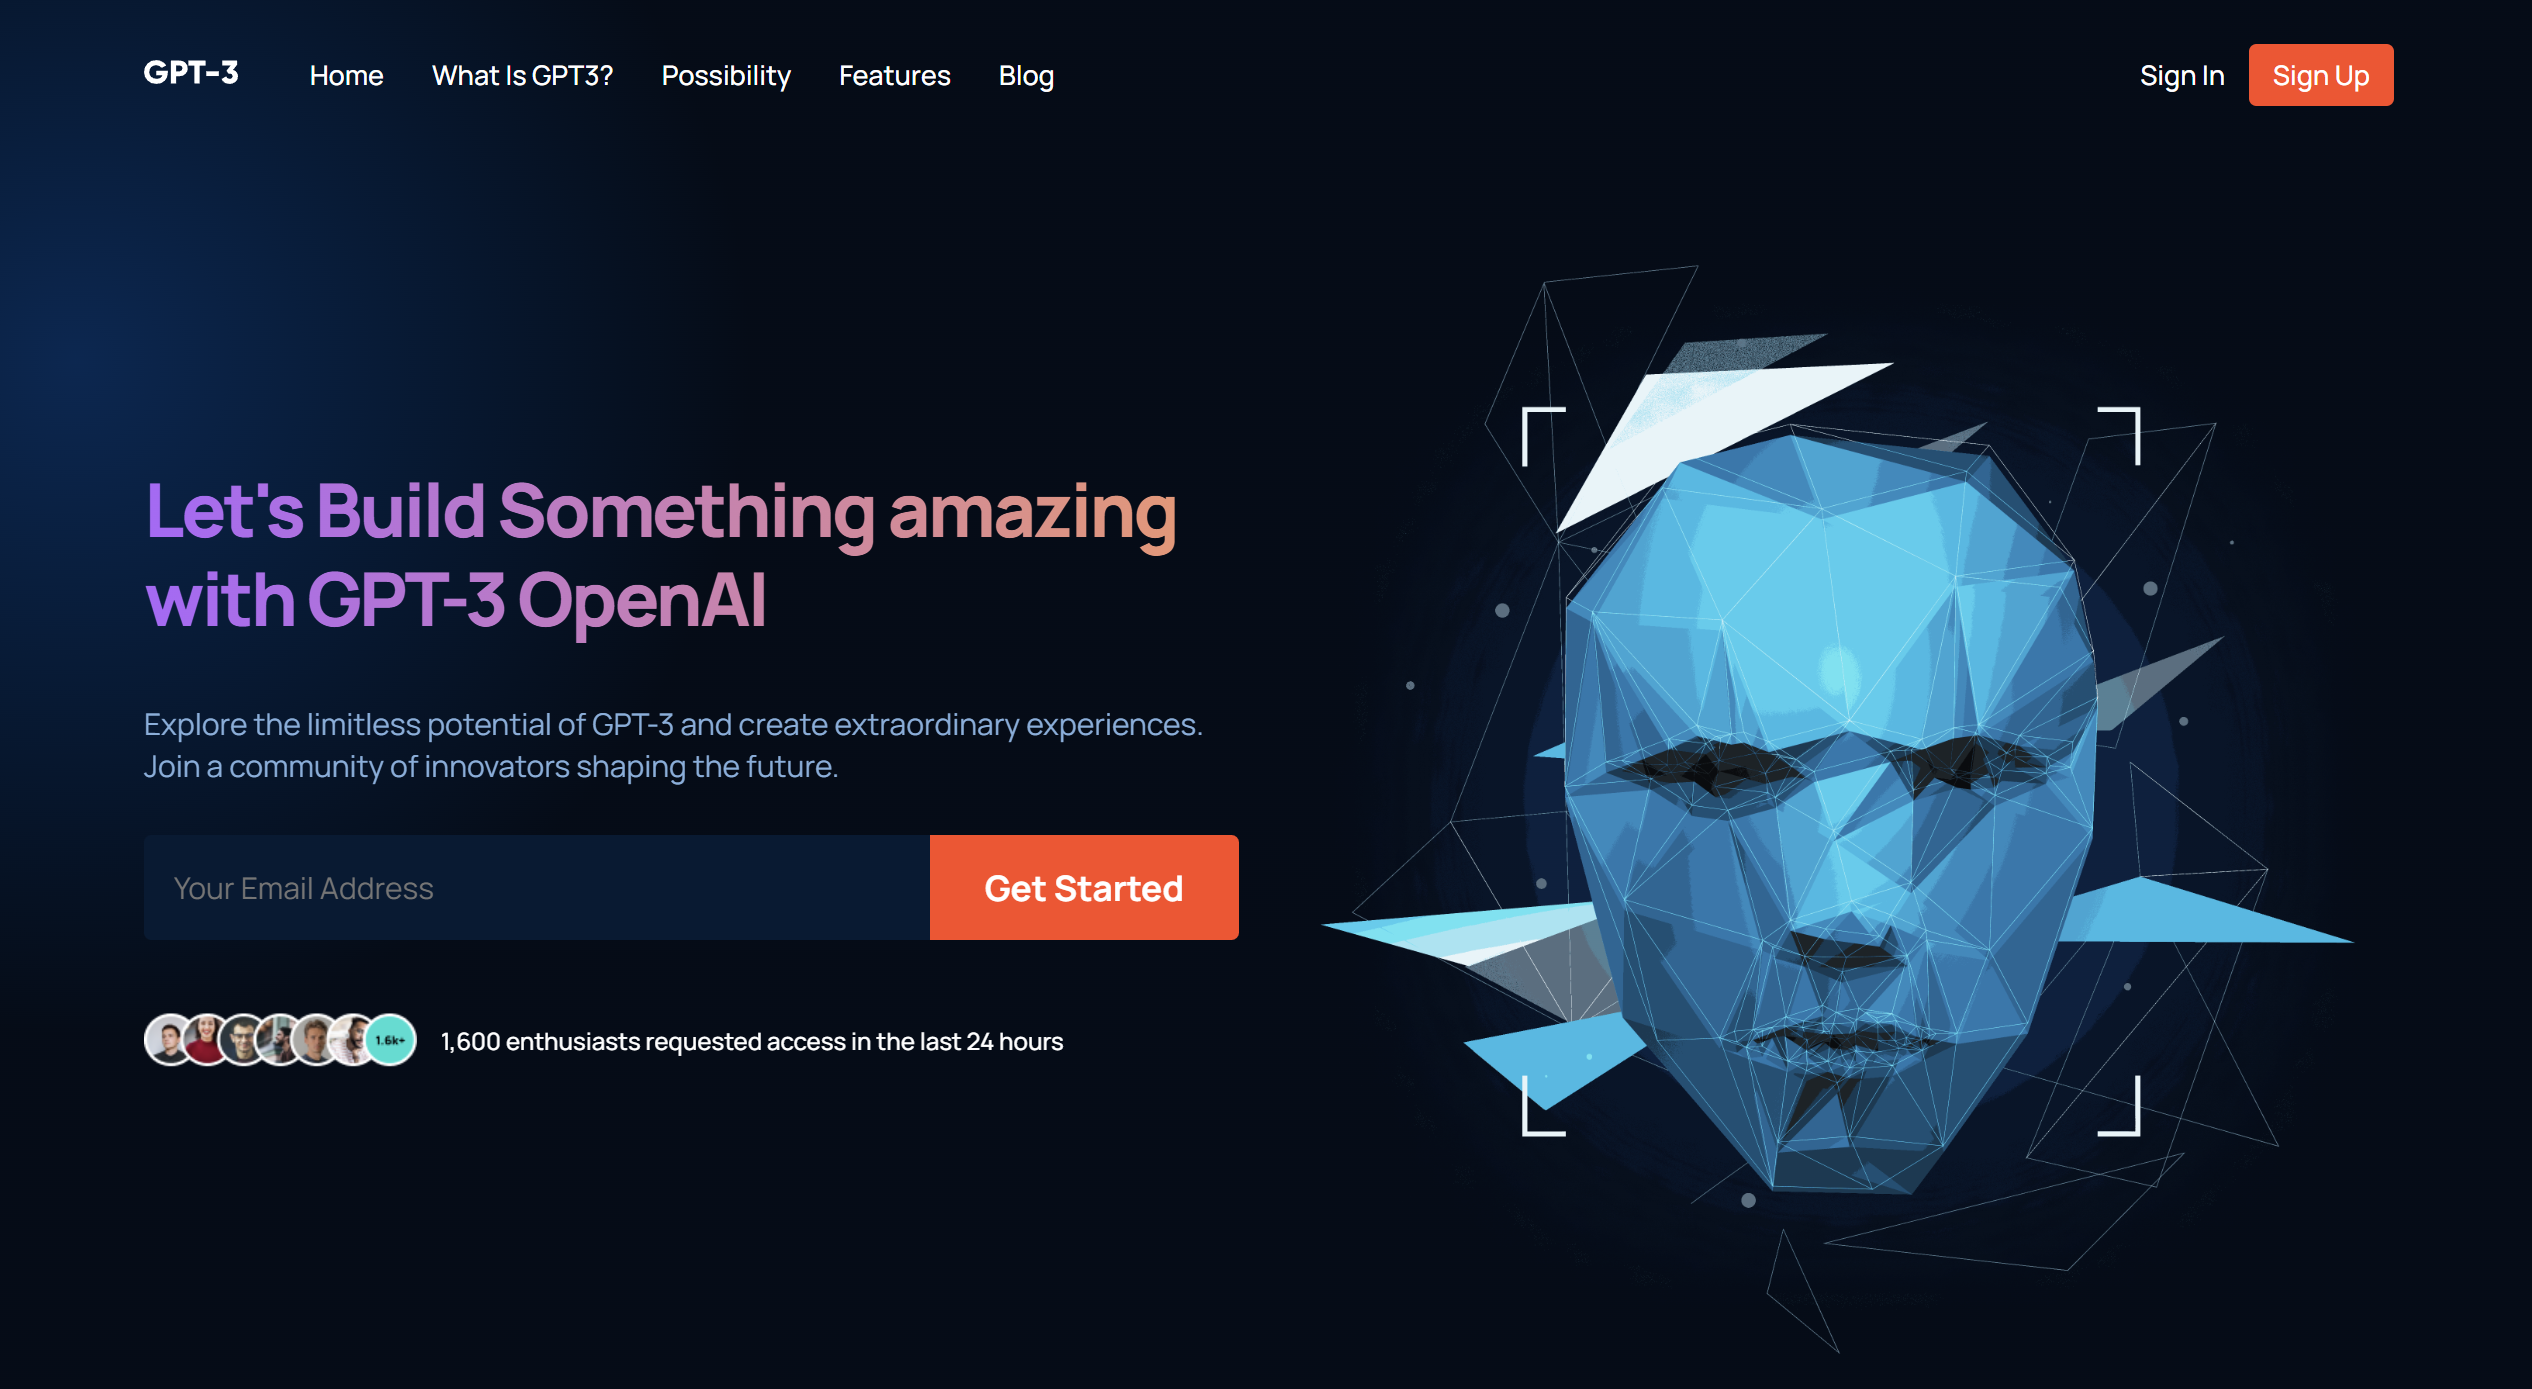 GPT-3
Home
What Is GPT3?
Possibility
Features
Blog
Sign In
Sign Up
Let's Build Something amazing
with GPT-3 OpenAI
Explore the limitless potential of GPT-3 and create extraordinary experiences.
Join a community of innovators shaping the future.
Your Email Address
Get Started
1.6k+
1,600 enthusiasts requested access in the last 24 hours